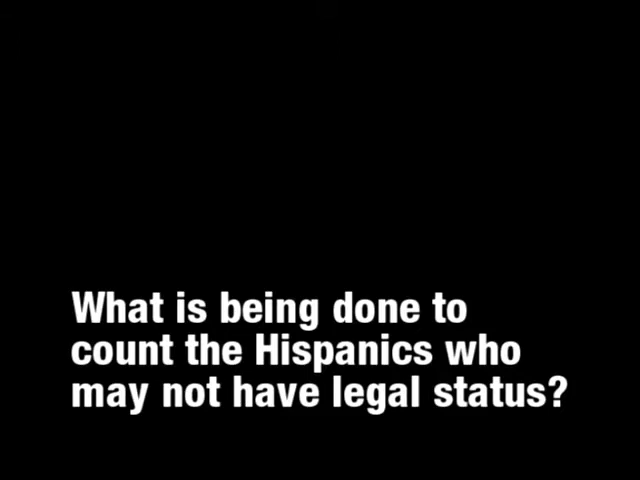 What is being done to
count the Hispanics who
may not have legal status?